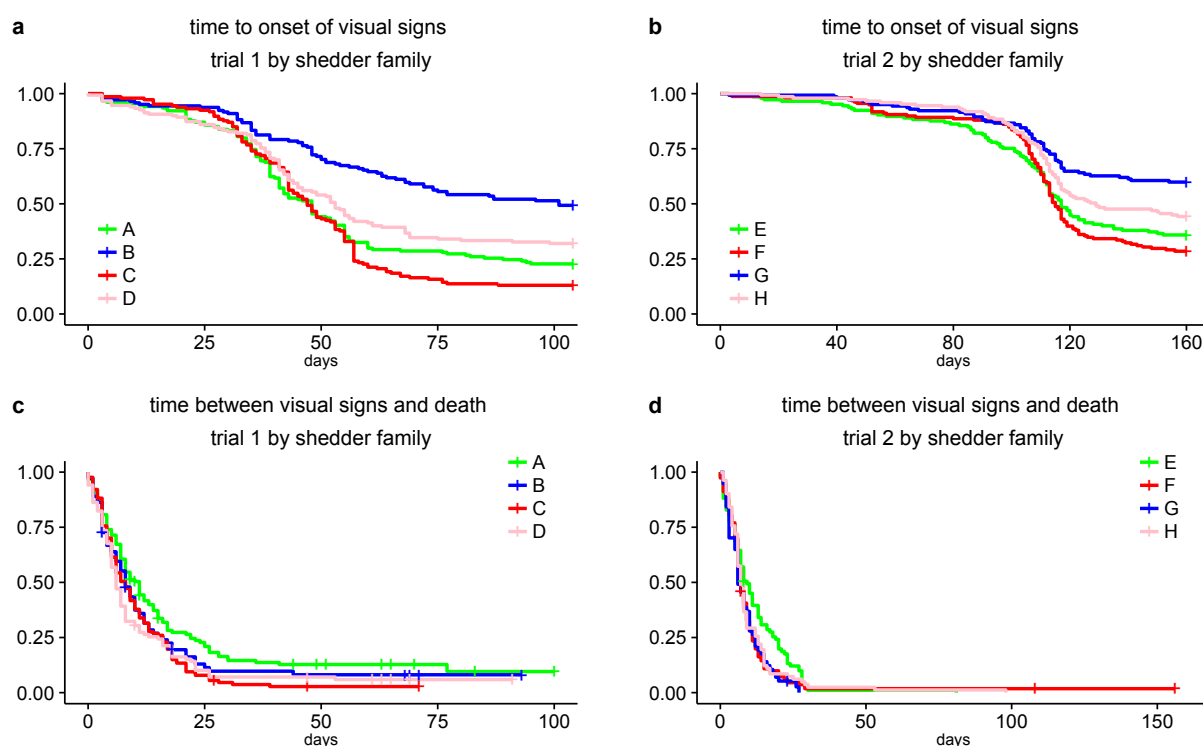 a
time to onset of visual signs
trial 1 by shedder family
1.00
0.75
0.50
0.25
0.00
A
B
C
D
0
25
50
75
100
days
b
time to onset of visual signs
trial 2 by shedder family
1.00
0.75
0.50
0.25
0.00
E
F
G
H
0
40
80
120
160
days
c
time between visual signs and death
trial 1 by shedder family
1.00
0.75
0.50
0.25
0.00
A
B
C
D
0
25
50
75
100
days
d
time between visual signs and death
trial 2 by shedder family
1.00
0.75
0.50
0.25
0.00
E
F
G
H
0
50
100
150
days